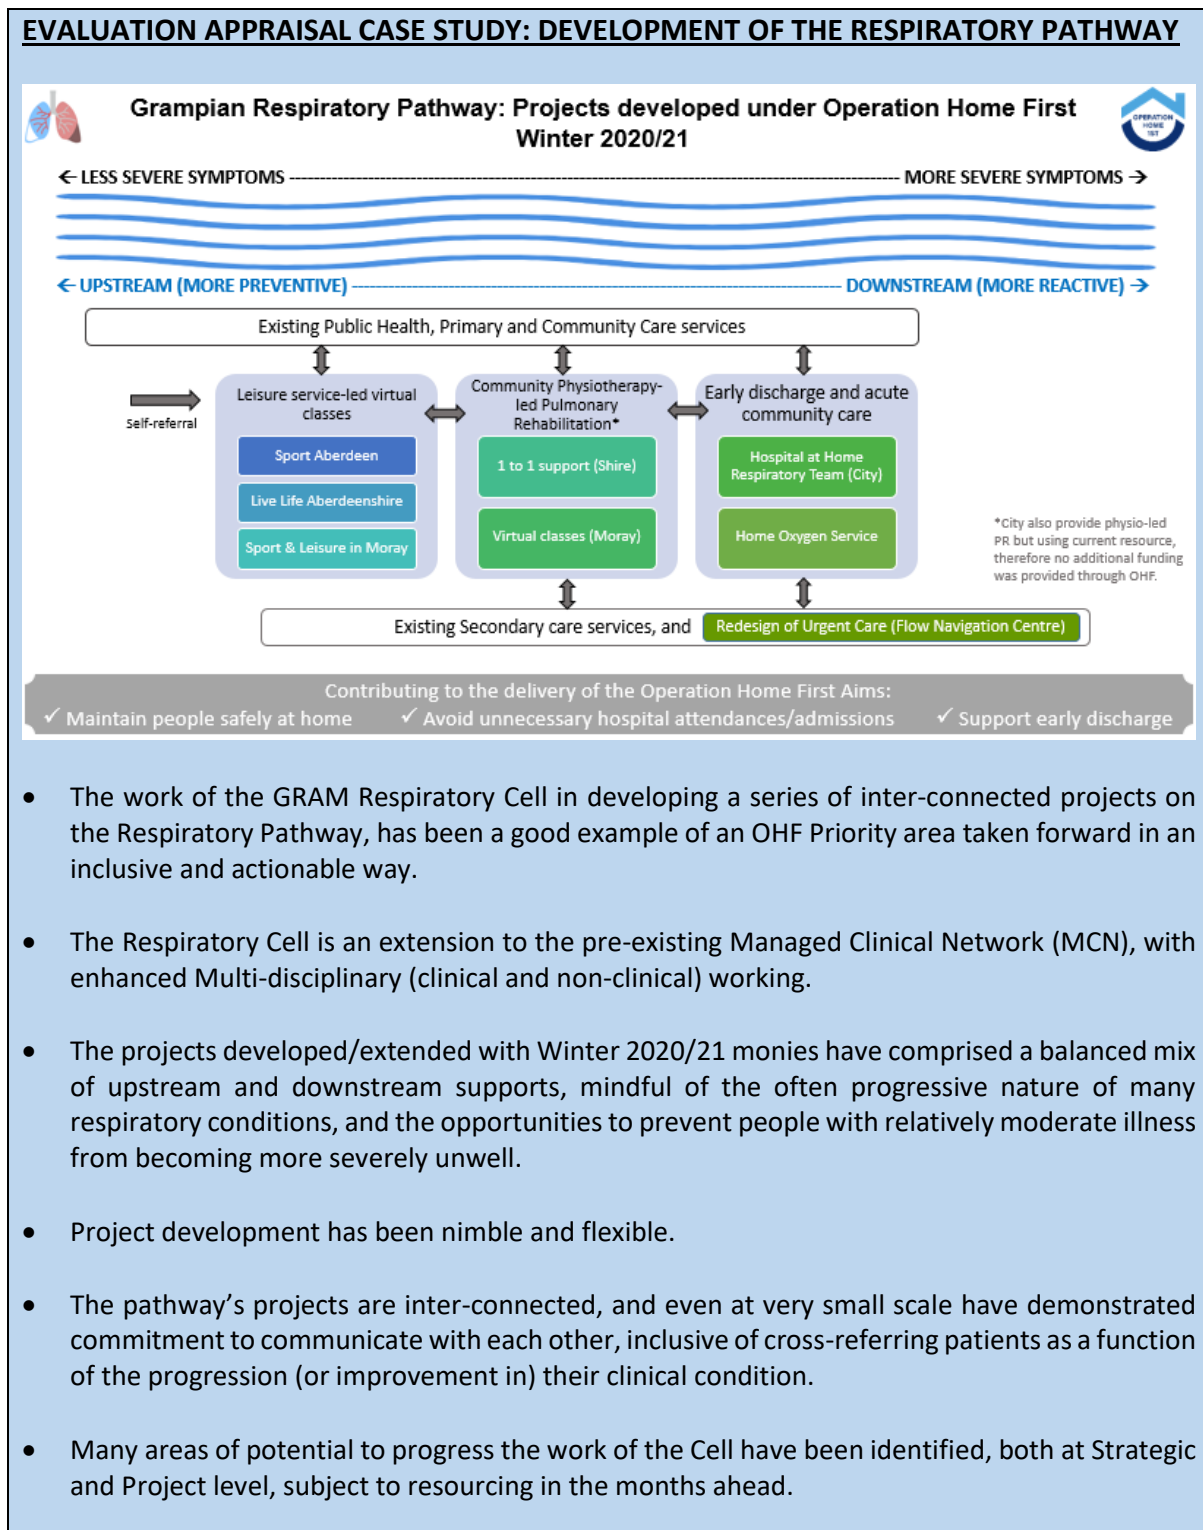 EVALUATION APPRAISAL CASE STUDY: DEVELOPMENT OF THE RESPIRATORY PATHWAY
Grampian Respiratory Pathway: Projects developed under Operation Home First
Winter 2020/21
OPERATION
HOME
1ST
← LESS SEVERE SYMPTOMS ---- MORE SEVERE SYMPTOMS →
← UPSTREAM (MORE PREVENTIVE) ---- DOWNSTREAM (MORE REACTIVE) →
Existing Public Health, Primary and Community Care services
Self-referral
Leisure service-led virtual
classes
Sport Aberdeen
Live Life Aberdeenshire
Sport & Leisure in Moray
Community Physiotherapy-
led Pulmonary
Rehabilitation*
1 to 1 support (Shire)
Virtual classes (Moray)
Early discharge and acute
community care
Hospital at Home
Respiratory Team (City)
Home Oxygen Service
*City also provide physio-led
PR but using current resource,
therefore no additional funding
was provided through OHF.
Existing Secondary care services, and Redesign of Urgent Care (Flow Navigation Centre)
Contributing to the delivery of the Operation Home First Aims:
✓ Maintain people safely at home ✓ Avoid unnecessary hospital attendances/admissions ✓ Support early discharge
• The work of the GRAM Respiratory Cell in developing a series of inter-connected projects on
the Respiratory Pathway, has been a good example of an OHF Priority area taken forward in an
inclusive and actionable way.
• The Respiratory Cell is an extension to the pre-existing Managed Clinical Network (MCN), with
enhanced Multi-disciplinary (clinical and non-clinical) working.
• The projects developed/extended with Winter 2020/21 monies have comprised a balanced mix
of upstream and downstream supports, mindful of the often progressive nature of many
respiratory conditions, and the opportunities to prevent people with relatively moderate illness
from becoming more severely unwell.
• Project development has been nimble and flexible.
• The pathway's projects are inter-connected, and even at very small scale have demonstrated
commitment to communicate with each other, inclusive of cross-referring patients as a function
of the progression (or improvement in) their clinical condition.
• Many areas of potential to progress the work of the Cell have been identified, both at Strategic
and Project level, subject to resourcing in the months ahead.